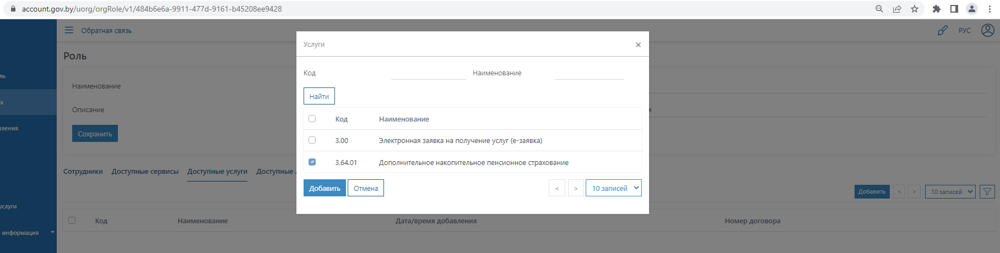 account.gov.by/uorg/orgRole/v1/484b6e6a-9911-477d-9161-b45208ee9428
Обратная связь
РУС
Роль
Наименование
Описание
Сохранить
Сотрудники Доступные сервисы Доступные услуги Доступные
Добавить < > 10 записей
Код Наименование Дата/время добавления Номер договора
ль
я
иления
услуги
информация
Услуги ×
Код Наименование
Найти
Код Наименование
3.00 Электронная заявка на получение услуг (е-заявка)
3.64.01 Дополнительное накопительное пенсионное страхование
Добавить Отмена < > 10 записей
я